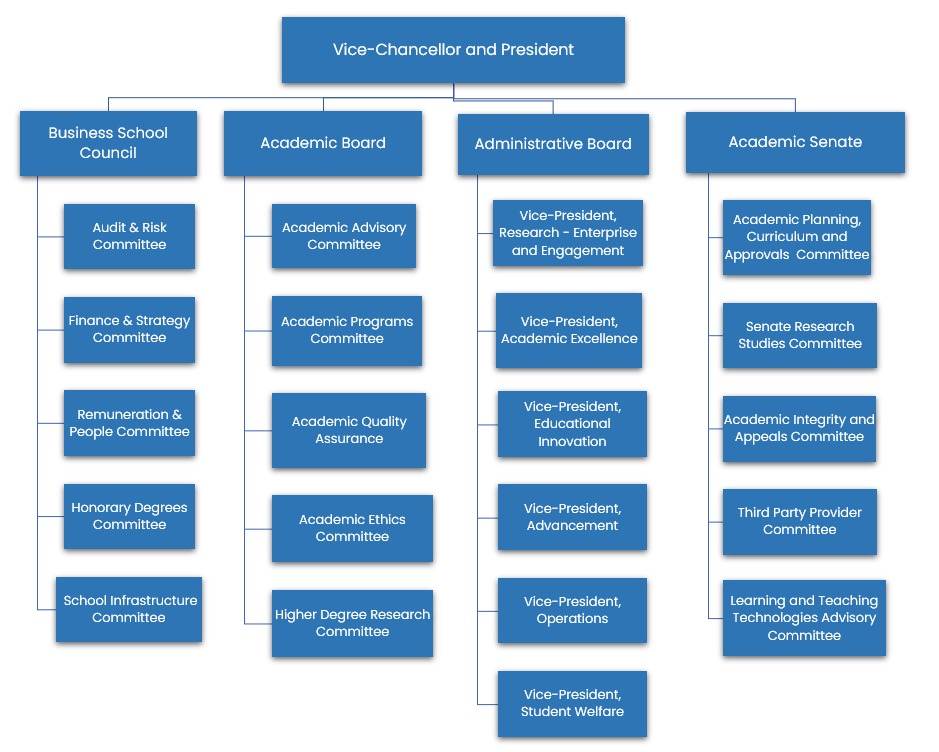 Vice-Chancellor and President
Business School
Council
Audit & Risk
Committee
Finance & Strategy
Committee
Remuneration &
People Committee
Honorary Degrees
Committee
School Infrastructure
Committee
Academic Board
Academic Advisory
Committee
Academic Programs
Committee
Academic Quality
Assurance
Academic Ethics
Committee
Higher Degree Research
Committee
Administrative Board
Vice-President,
Research - Enterprise
and Engagement
Vice-President,
Academic Excellence
Vice-President,
Educational
Innovation
Vice-President,
Advancement
Vice-President,
Operations
Vice-President,
Student Welfare
Academic Senate
Academic Planning,
Curriculum and
Approvals Committee
Senate Research
Studies Committee
Academic Integrity and
Appeals Committee
Third Party Provider
Committee
Learning and Teaching
Technologies Advisory
Committee